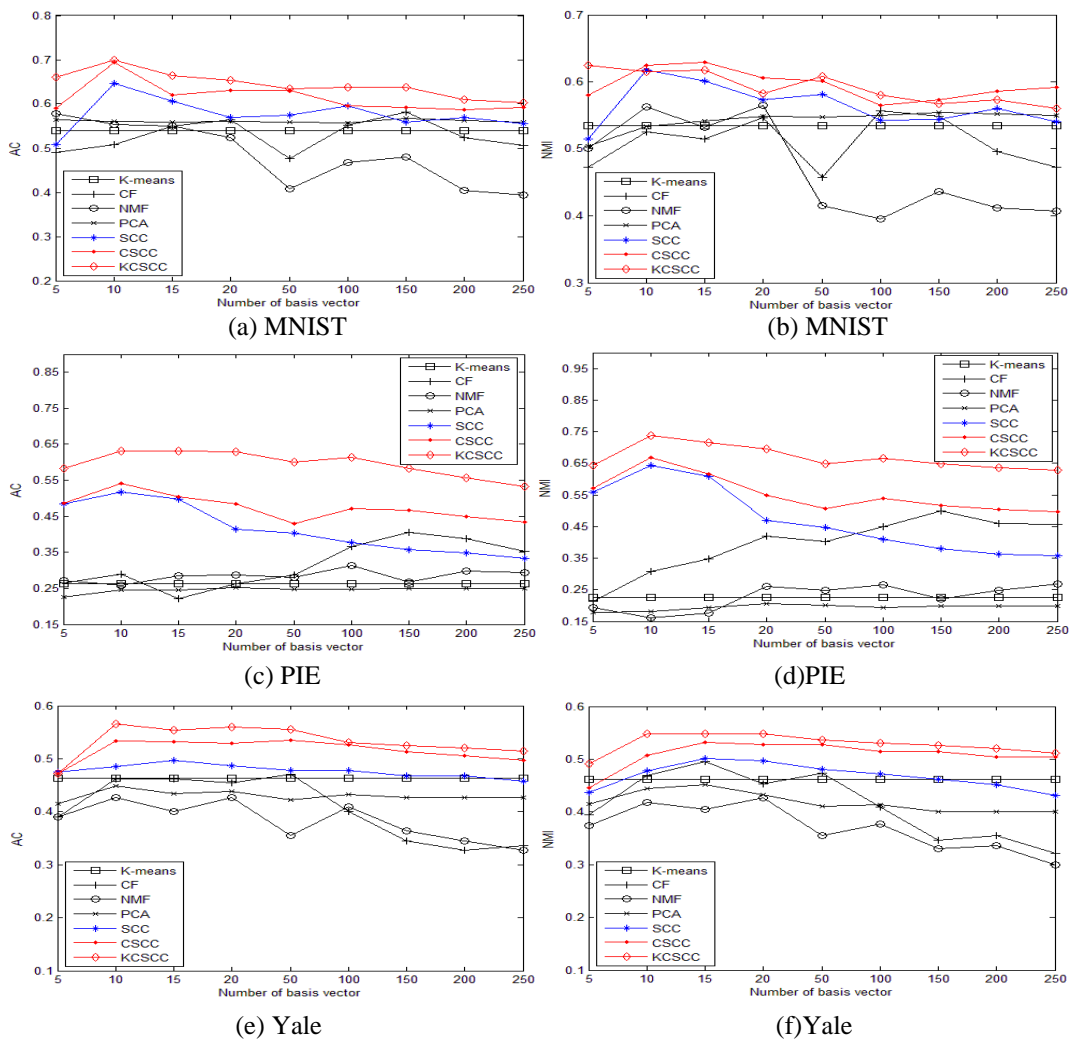 0.8
0.7
0.6
0.5
0.4
0.3
0.2
AC
K-means
CF
NMF
PCA
SCC
CSCC
KCSCC
5 10 15 20 50 100 150 200 250
Number of basis vector
(a) MNIST
0.7
0.6
0.5
0.4
0.3
NMI
K-means
CF
NMF
PCA
SCC
CSCC
KCSCC
5 10 15 20 50 100 150 200 250
Number of basis vector
(b) MNIST
0.85
0.75
0.65
0.55
0.45
0.35
0.25
0.15
AC
K-means
CF
NMF
PCA
SCC
CSCC
KCSCC
5 10 15 20 50 100 150 200 250
Number of basis vector
(c) PIE
0.95
0.85
0.75
0.65
0.55
0.45
0.35
0.25
0.15
NMI
K-means
CF
NMF
PCA
SCC
CSCC
KCSCC
5 10 15 20 50 100 150 200 250
Number of basis vector
(d)PIE
0.6
0.5
0.4
0.3
0.2
0.1
AC
K-means
CF
NMF
PCA
SCC
CSCC
KCSCC
5 10 15 20 50 100 150 200 250
Number of basis vector
(e) Yale
0.6
0.5
0.4
0.3
0.2
0.1
NMI
K-means
CF
NMF
PCA
SCC
CSCC
KCSCC
5 10 15 20 50 100 150 200 250
Number of basis vector
(f)Yale